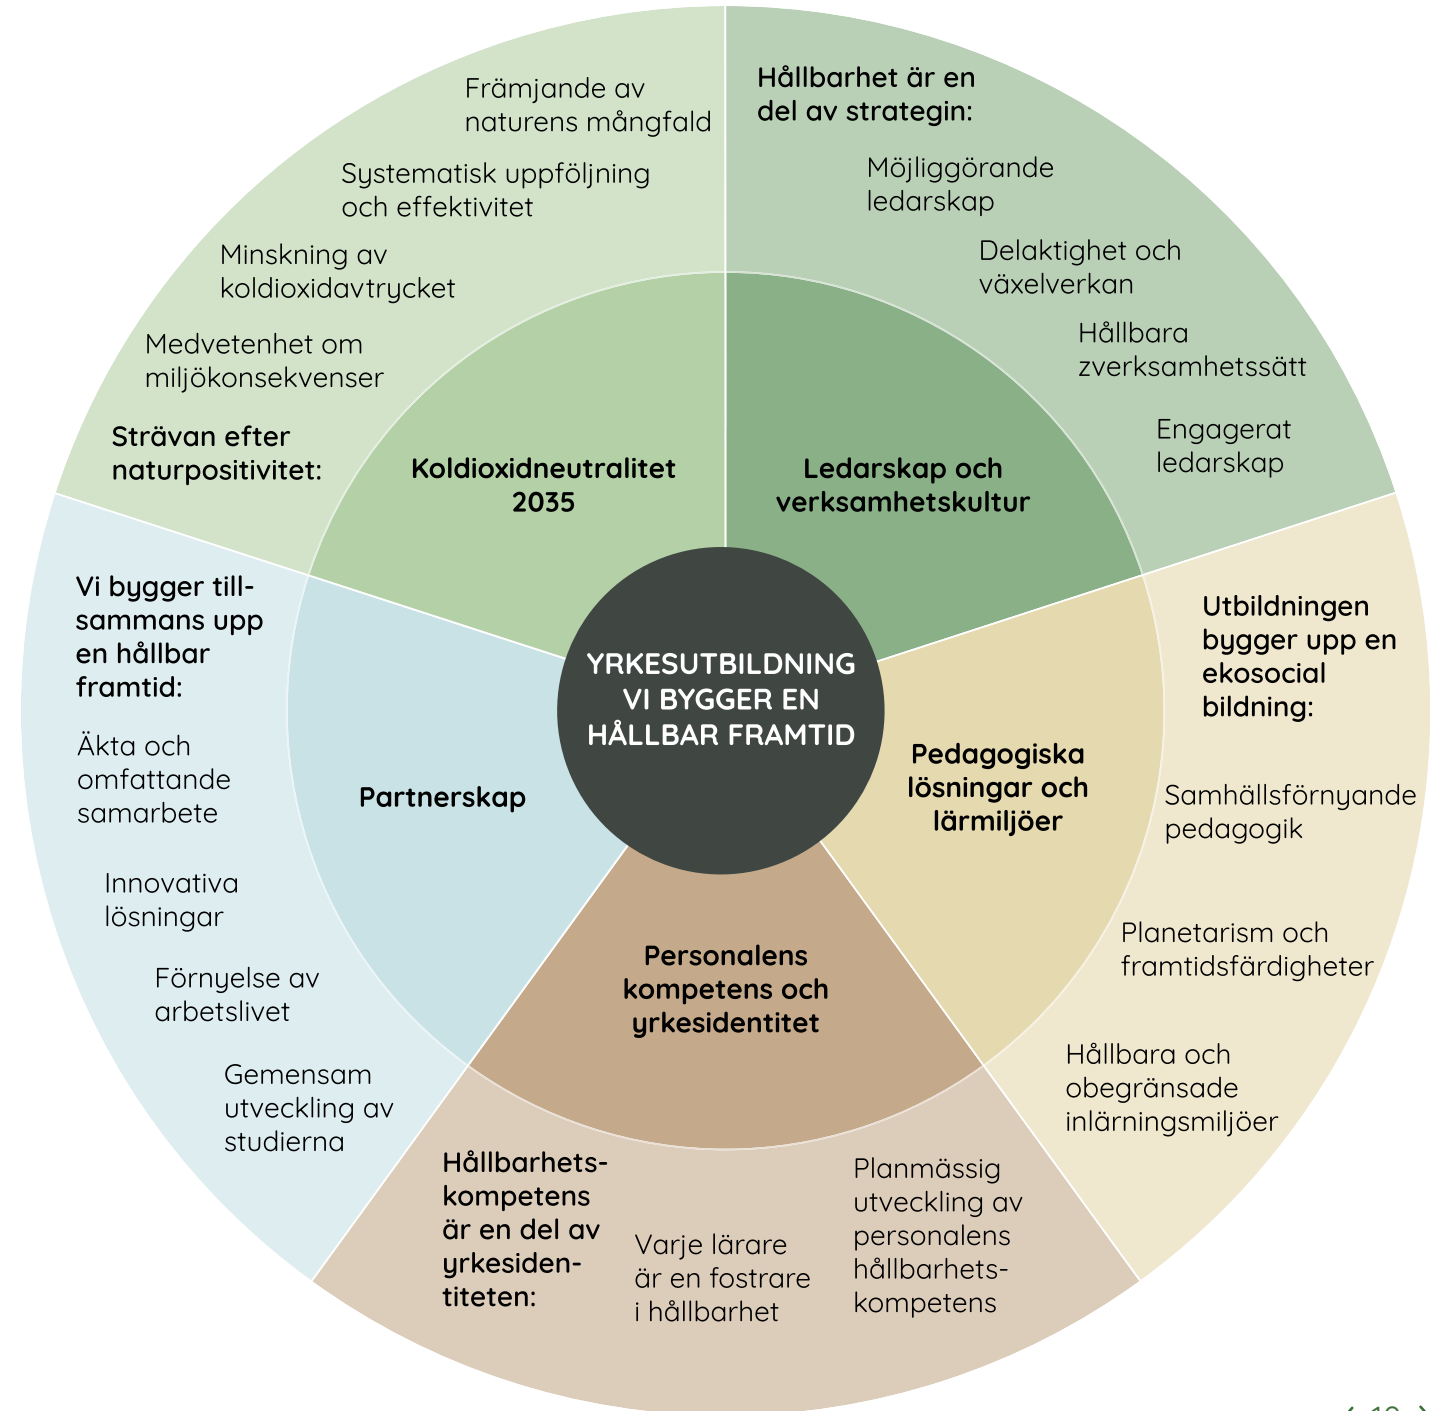 Främjande av
naturens mångfald
Systematisk uppföljning
och effektivitet
Minskning av
koldioxidavtrycket
Medvetenhet om
miljökonsekvenser
Strävan efter
naturpositivitet:
Koldioxidneutralitet
2035
Hållbarhet är en
del av strategin:
Möjliggörande
ledarskap
Delaktighet och
växelverkan
Hållbara
zverksamhetssätt
Engagerat
ledarskap
Ledarskap och
verksamhetskultur
YRKESUTBILDNING
VI BYGGER EN
HÅLLBAR FRAMTID
Vi bygger till-
sammans upp
en hållbar
framtid:
Äkta och
omfattande
samarbete
Innovativa
lösningar
Förnyelse av
arbetslivet
Gemensam
utveckling av
studierna
Partnerskap
Pedagogiska
lösningar och
lärmiljöer
Utbildningen
bygger upp en
ekosocial
bildning:
Samhällsförnyande
pedagogik
Planetarism och
framtidsfärdigheter
Hållbara och
obegränsade
inlärningsmiljöer
Personalens
kompetens och
yrkesidentitet
Hållbarhets-
kompetens
är en del av
yrkesiden-
titeten:
Varje lärare
är en fostrare
i hållbarhet
Planmässig
utveckling av
personalens
hållbarhets-
kompetens